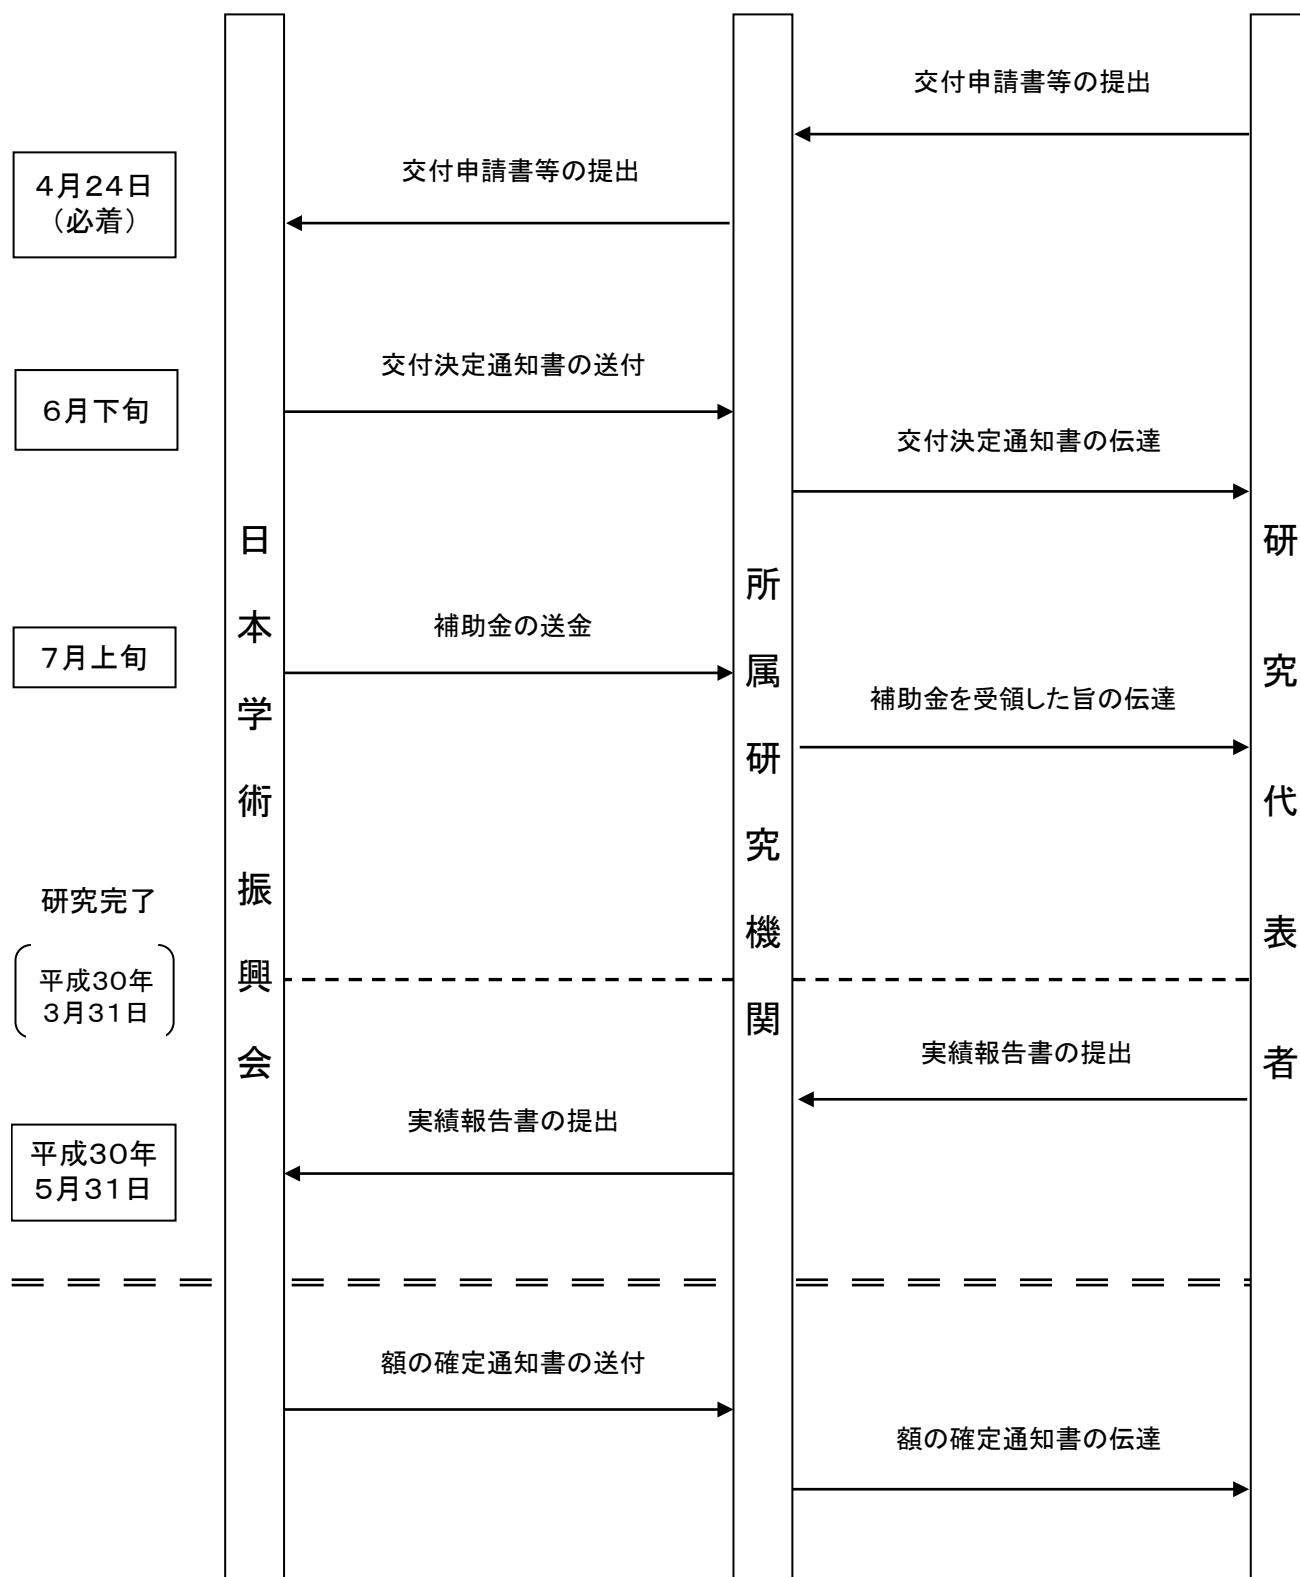 交付申請書等の提出
4月24日
（必着）
交付申請書等の提出
6月下旬
交付決定通知書の送付
交付決定通知書の伝達
日本学術振興会
所属研究機関
研究代表者
7月上旬
補助金の送金
補助金を受領した旨の伝達
研究完了
平成30年
3月31日
実績報告書の提出
実績報告書の提出
平成30年
5月31日
額の確定通知書の送付
額の確定通知書の伝達